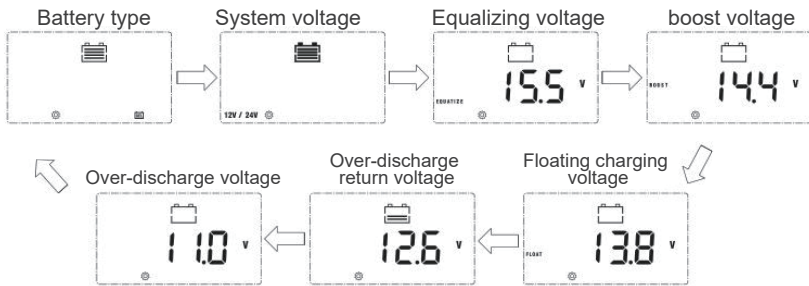 Battery type
System voltage
Equalizing voltage
boost voltage
12V / 24V
EQUALIZE
15.5 V
BOOST
14.4 V
Over-discharge voltage
Over-discharge
return voltage
Floating charging
voltage
11.0 V
12.6 V
FLOAT
13.8 V